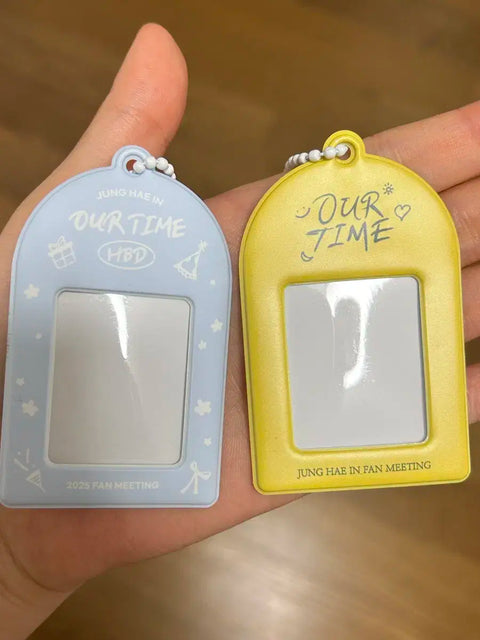 JUNG HAE IN
OUR TIME
HBD
2025 FAN MEETING
OUR
TIME
JUNG HAE IN FAN MEETING